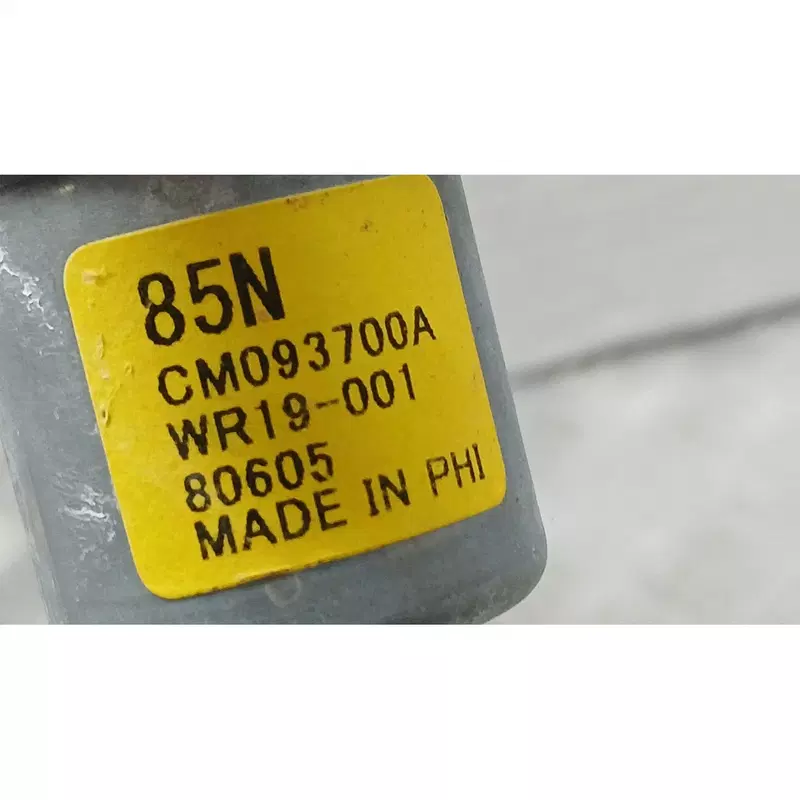 85N
CM093700A
WR19-001
80605
MADE IN PHI